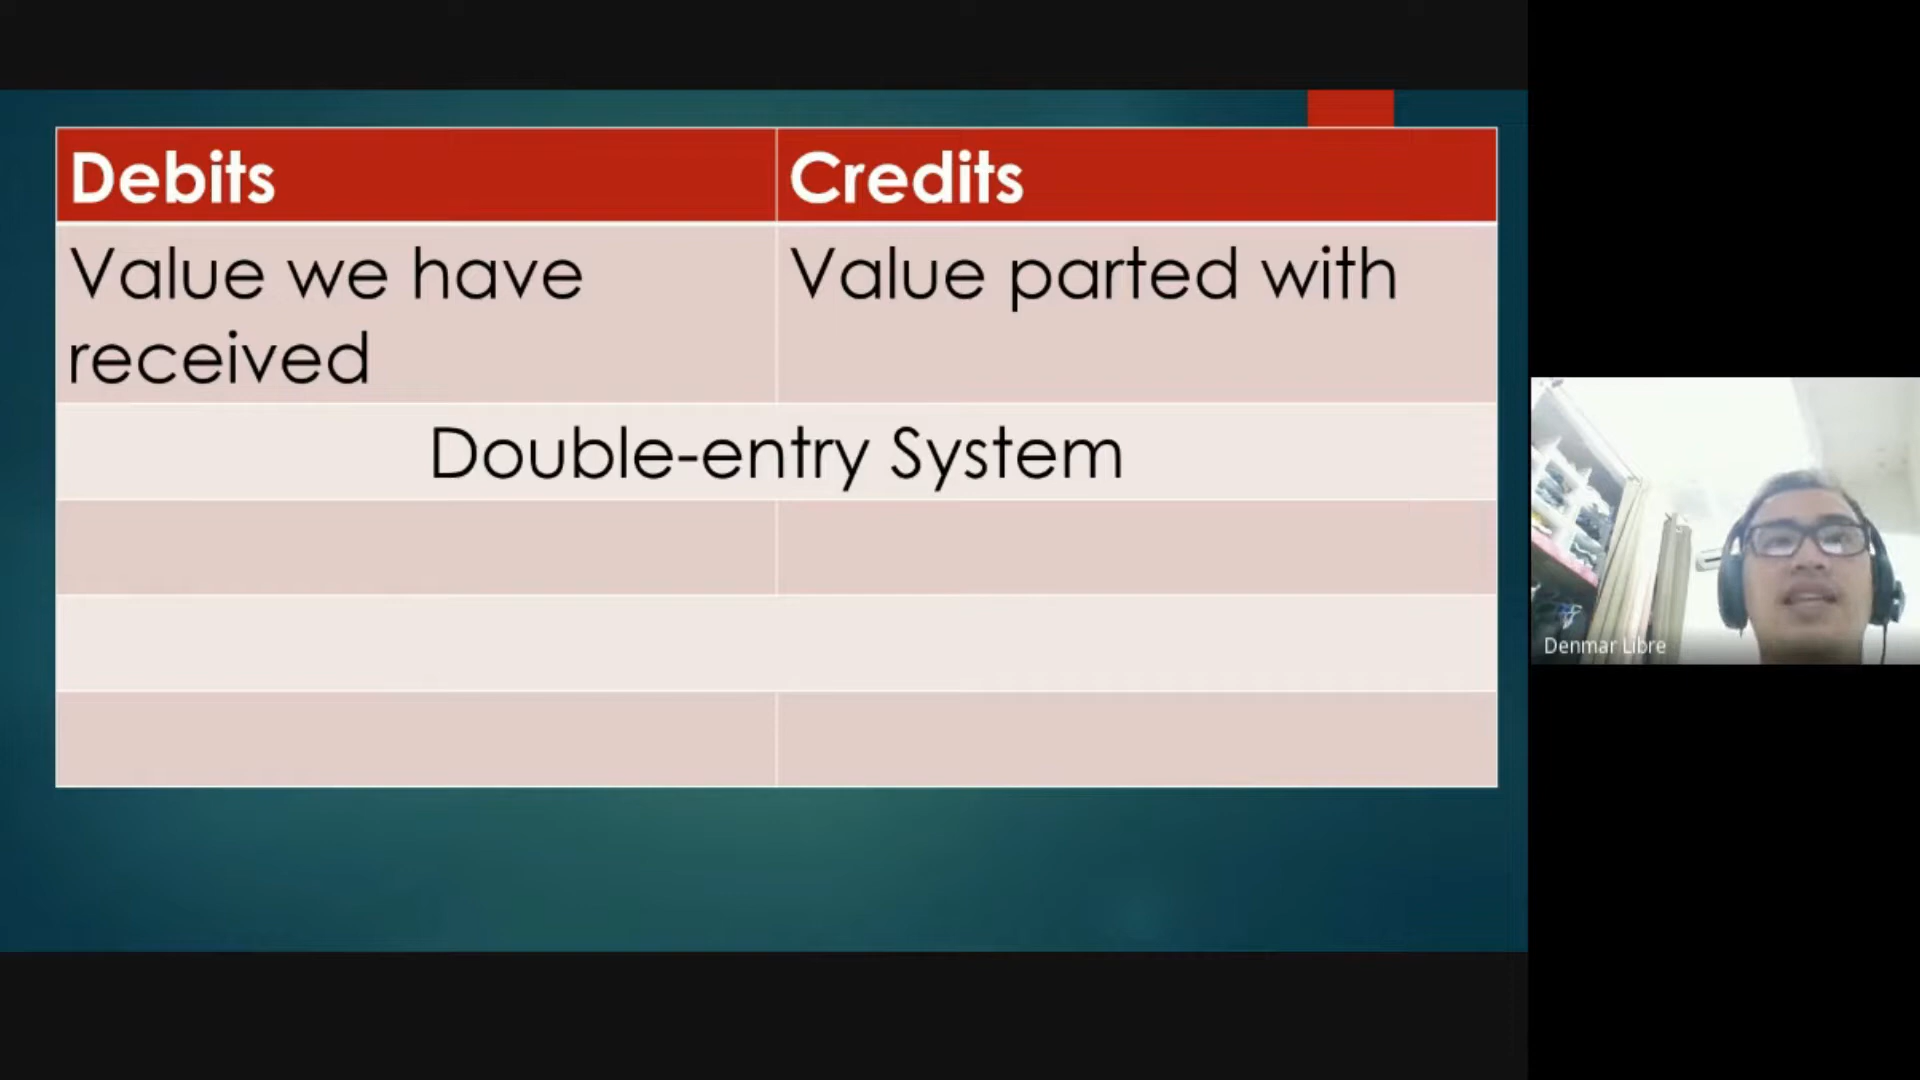 Debits
Credits
Value we have
received
Value parted with
Double-entry System
Denmar Libre